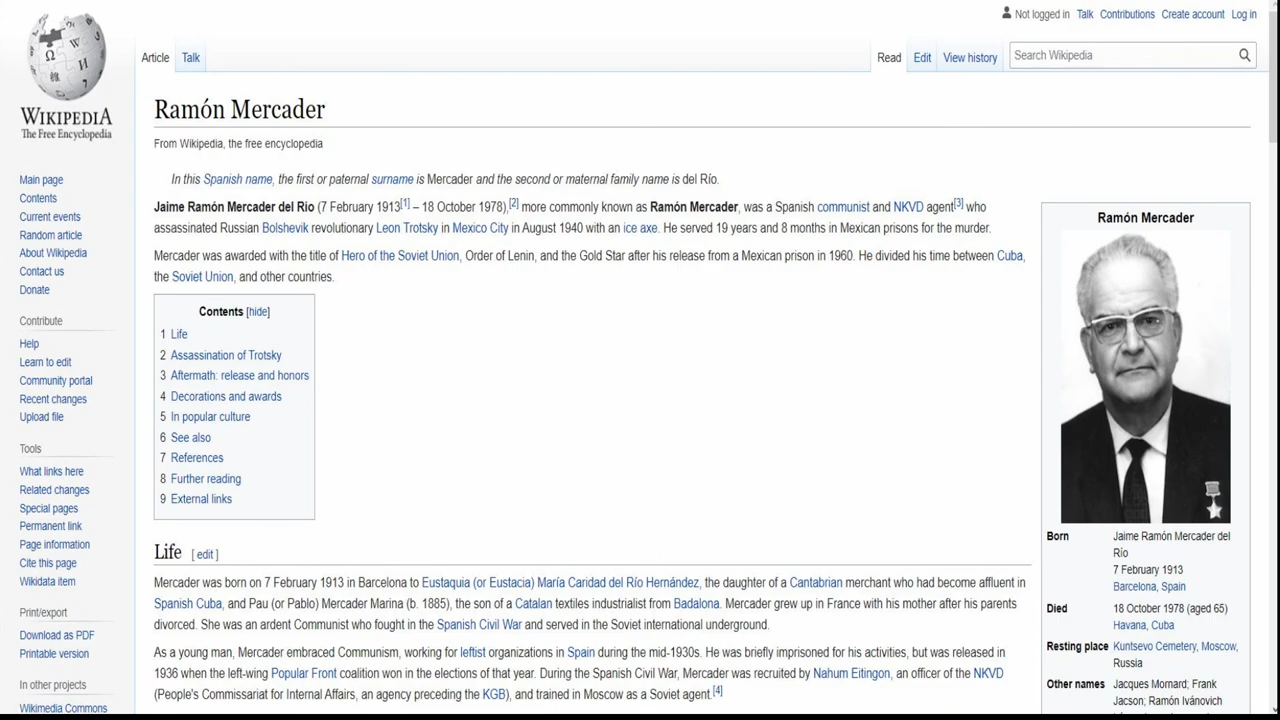 Not logged in Talk Contributions Create account Log in
Article Talk Read Edit View history Search Wikipedia
WIKIPEDIA
The Free Encyclopedia
Main page
Contents
Current events
Random article
About Wikipedia
Contact us
Donate
Contribute
Help
Learn to edit
Community portal
Recent changes
Upload file
Tools
What links here
Related changes
Special pages
Permanent link
Page information
Cite this page
Wikidata item
Print/export
Download as PDF
Printable version
In other projects
Wikimedia Commons
Ramón Mercader
From Wikipedia, the free encyclopedia
In this Spanish name, the first or paternal surname is Mercader and the second or maternal family name is del Río.
Jaime Ramón Mercader del Río (7 February 1913[1] – 18 October 1978),[2] more commonly known as Ramón Mercader, was a Spanish communist and NKVD agent[3] who
assassinated Russian Bolshevik revolutionary Leon Trotsky in Mexico City in August 1940 with an ice axe. He served 19 years and 8 months in Mexican prisons for the murder.
Mercader was awarded with the title of Hero of the Soviet Union, Order of Lenin, and the Gold Star after his release from a Mexican prison in 1960. He divided his time between Cuba,
the Soviet Union, and other countries.
Contents [hide]
1 Life
2 Assassination of Trotsky
3 Aftermath: release and honors
4 Decorations and awards
5 In popular culture
6 See also
7 References
8 Further reading
9 External links
Life [ edit ]
Mercader was born on 7 February 1913 in Barcelona to Eustaquia (or Eustacia) María Caridad del Río Hernández, the daughter of a Cantabrian merchant who had become affluent in
Spanish Cuba, and Pau (or Pablo) Mercader Marina (b. 1885), the son of a Catalan textiles industrialist from Badalona. Mercader grew up in France with his mother after his parents
divorced. She was an ardent Communist who fought in the Spanish Civil War and served in the Soviet international underground.
As a young man, Mercader embraced Communism, working for leftist organizations in Spain during the mid-1930s. He was briefly imprisoned for his activities, but was released in
1936 when the left-wing Popular Front coalition won in the elections of that year. During the Spanish Civil War, Mercader was recruited by Nahum Eitingon, an officer of the NKVD
(People's Commissariat for Internal Affairs, an agency preceding the KGB), and trained in Moscow as a Soviet agent.[4]
Ramón Mercader
Born Jaime Ramón Mercader del
Río
7 February 1913
Barcelona, Spain
Died 18 October 1978 (aged 65)
Havana, Cuba
Resting place Kuntsevo Cemetery, Moscow,
Russia
Other names Jacques Mornard; Frank
Jacson; Ramón Ivánovich